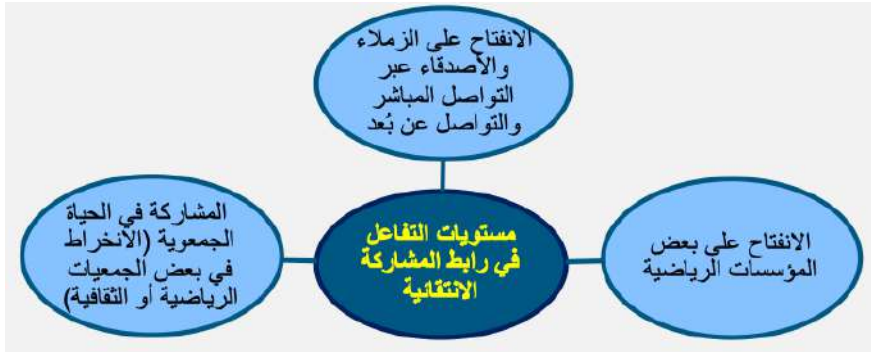 الانفتاح على الزملاء
والأصدقاء عبر
التواصل المباشر
والتواصل عن بُعد
الانفتاح على بعض
المؤسسات الرياضية
مستويات التفاعل
في رابط المشاركة
الانتقائية
المشاركة في الحياة
الجمعوية (الانخراط
في بعض الجمعيات
الرياضية أو الثقافية)